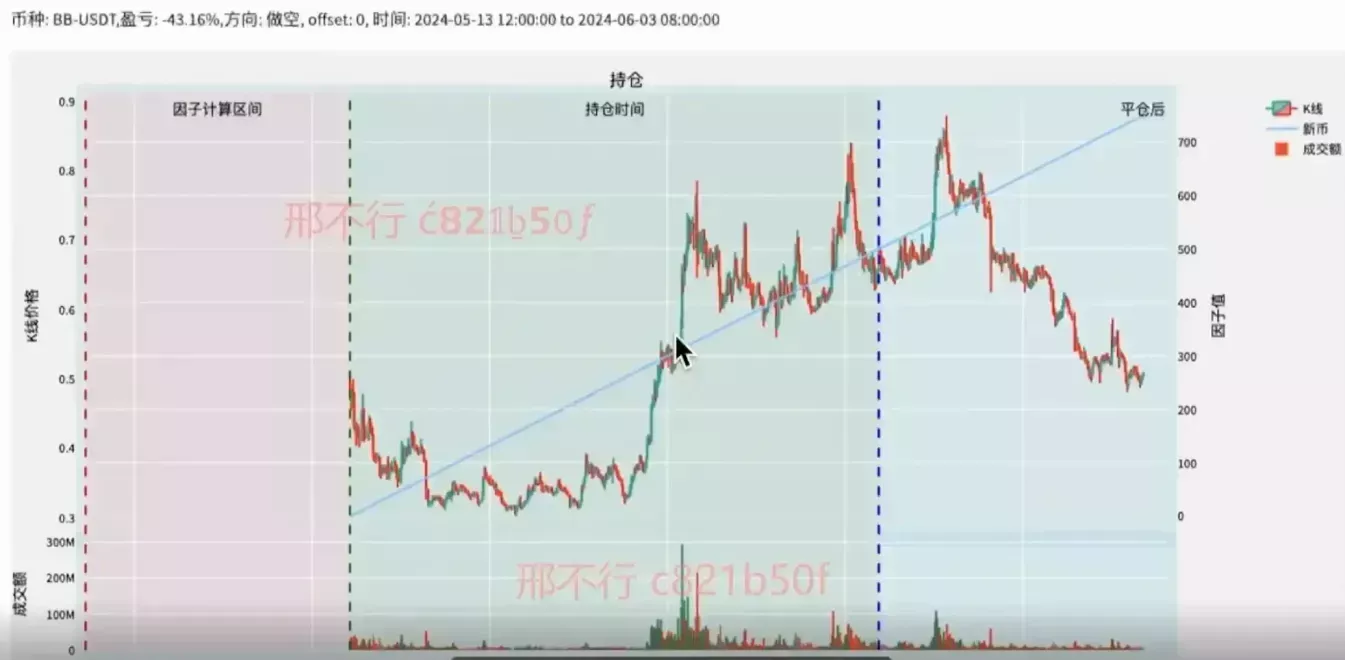 币种: BB-USDT,盈亏: -43.16%,方向: 做空, offset: 0, 时间: 2024-05-13 12:00:00 to 2024-06-03 08:00:00
持仓
因子计算区间
持仓时间
平仓后
K线
新币
成交额
0.9
0.8
0.7
0.6
0.5
0.4
0.3
K线价格
700
600
500
400
300
200
100
0
因子值
邢不行
300M
200M
100M
0
成交额
邢不行 c821b50f